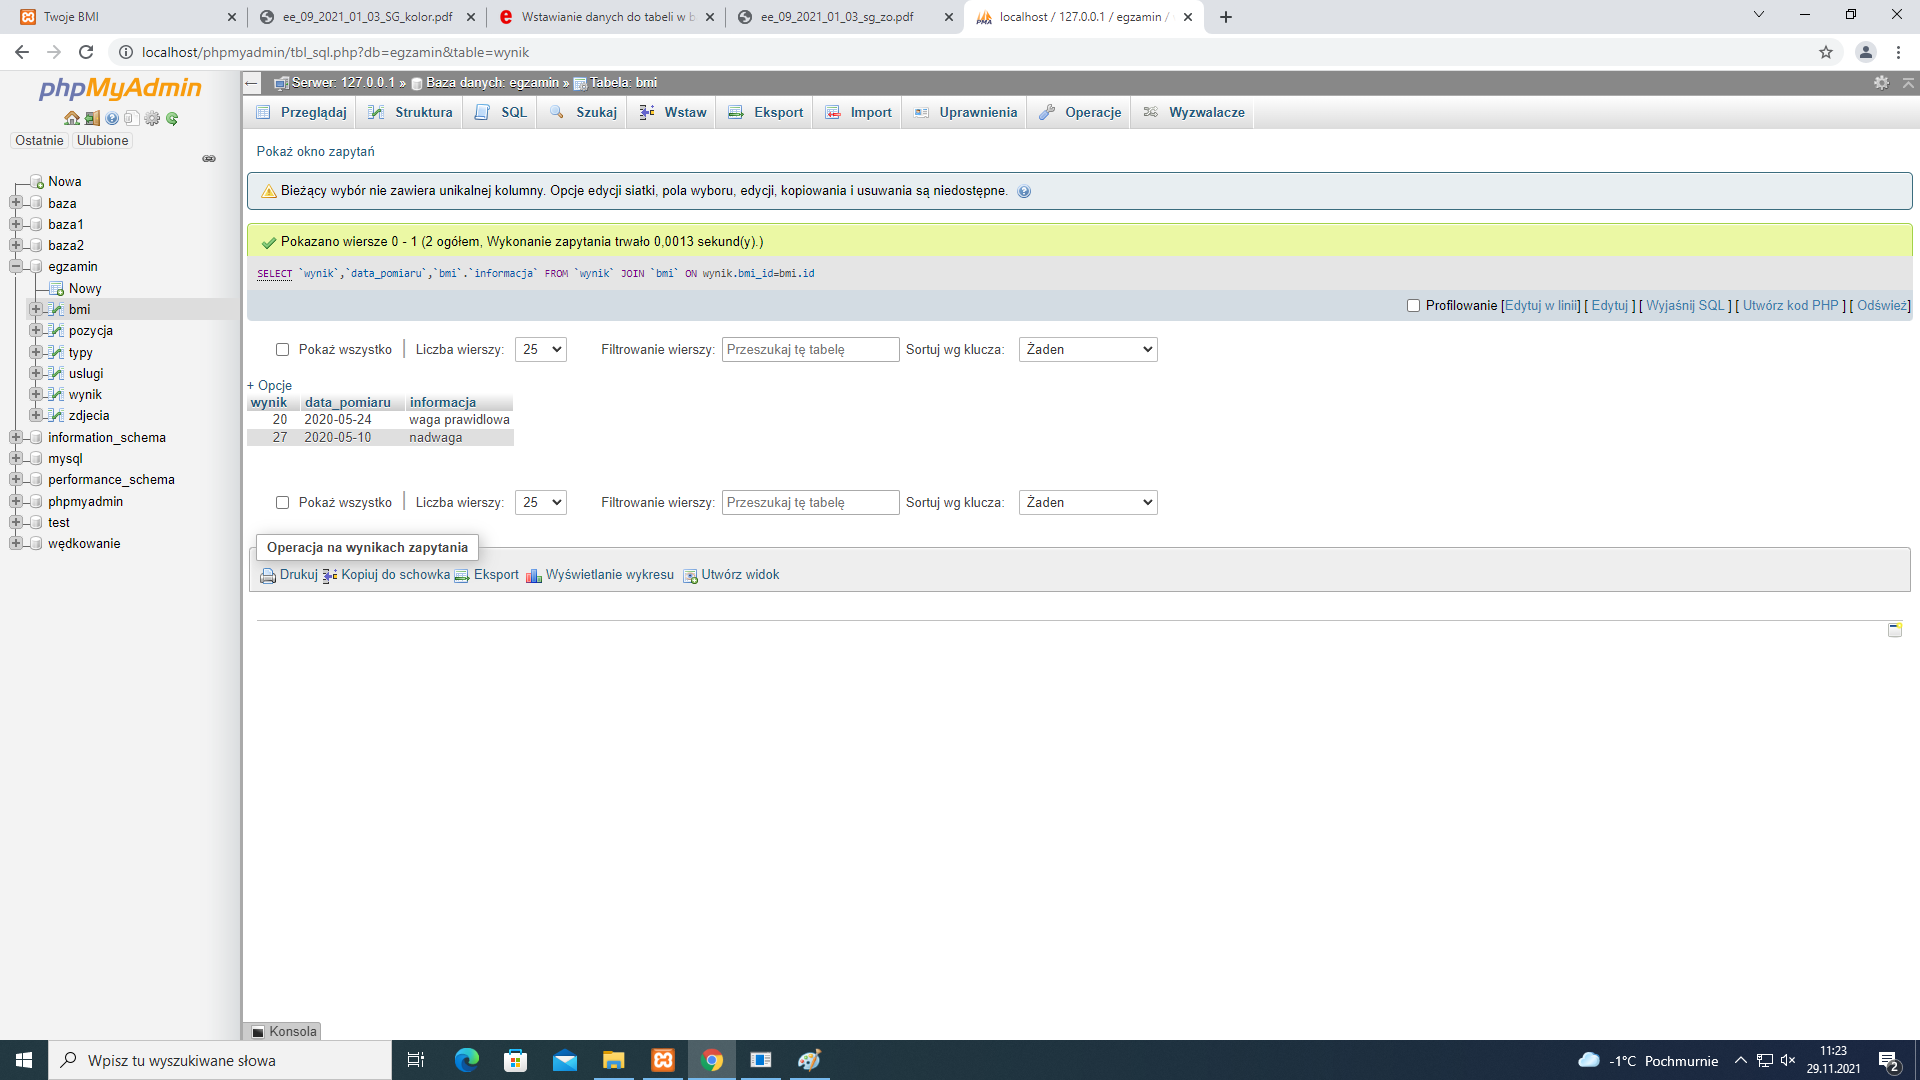 Twoje BMI
ee_09_2021_01_03_SG_kolor.pdf
Wstawianie danych do tabeli w b
ee_09_2021_01_03_sg_zo.pdf
localhost / 127.0.0.1 / egzamin /
localhost/phpmyadmin/tbl_sql.php?db=egzamin&table=wynik
phpMyAdmin
Ostatnie Ulubione
Nowa
baza
baza1
baza2
egzamin
Nowy
bmi
pozycja
typy
uslugi
wynik
zdjecia
information_schema
mysql
performance_schema
phpmyadmin
test
wędkowanie
Serwer: 127.0.0.1 » Baza danych: egzamin » Tabela: bmi
Przeglądaj Struktura SQL Szukaj Wstaw Eksport Import Uprawnienia Operacje Wyzwalacze
Pokaż okno zapytań
Bieżący wybór nie zawiera unikalnej kolumny. Opcje edycji siatki, pola wyboru, edycji, kopiowania i usuwania są niedostępne.
Pokazano wiersze 0 - 1 (2 ogółem, Wykonanie zapytania trwało 0,0013 sekund(y).)
SELECT `wynik`,`data_pomiaru`,`bmi`.`informacja` FROM `wynik` JOIN `bmi` ON wynik.bmi_id=bmi.id
Profilowanie [Edytuj w linii] [ Edytuj ] [ Wyjaśnij SQL ] [ Utwórz kod PHP ] [ Odśwież]
Pokaż wszystko | Liczba wierszy: 25 Filtrowanie wierszy: Przeszukaj tę tabelę Sortuj wg klucza: Żaden
+ Opcje
wynik data_pomiaru informacja
20 2020-05-24 waga prawidlowa
27 2020-05-10 nadwaga
Pokaż wszystko | Liczba wierszy: 25 Filtrowanie wierszy: Przeszukaj tę tabelę Sortuj wg klucza: Żaden
Operacja na wynikach zapytania
Drukuj Kopiuj do schowka Eksport Wyświetlanie wykresu Utwórz widok
Konsola
Wpisz tu wyszukiwane słowa
-1°C Pochmurnie
11:23
29.11.2021
2